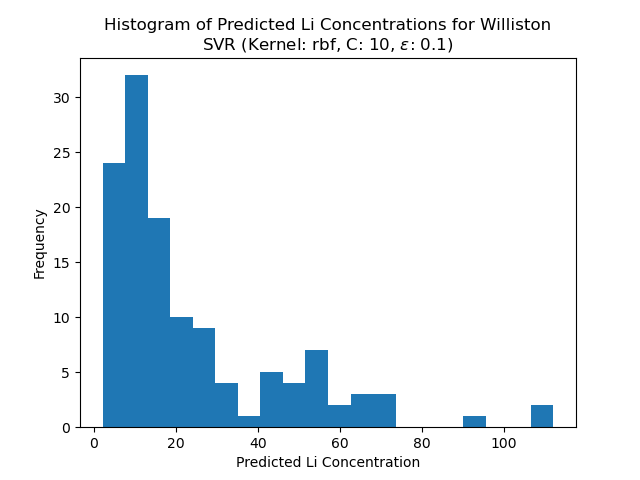 Histogram of Predicted Li Concentrations for Williston
SVR (Kernel: rbf, C: 10, ε: 0.1)
Frequency
30
25
20
15
10
5
0
0 20 40 60 80 100
Predicted Li Concentration